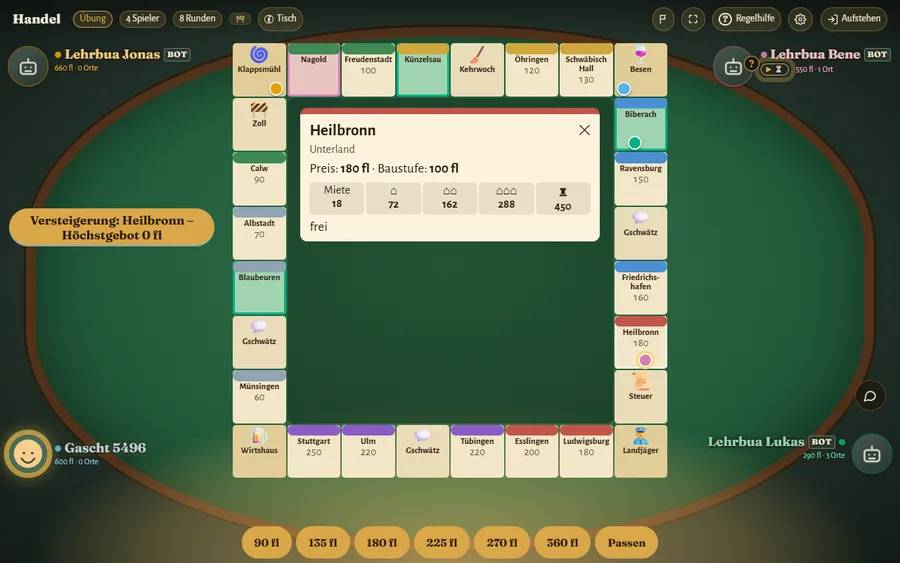 Handel
Übung
4 Spieler
8 Runden
Tisch
Regelhilfe
Aufstehen
Lehrbua Jonas BOT
660 fl · 0 Orte
Lehrbua Bene BOT
?
550 fl · 1 Ort
Klappsmühl
Nagold
Freudenstadt
100
Künzelsau
Kehrwoch
Öhringen
120
Schwäbisch
Hall
130
Besen
Zoll
Biberach
Calw
90
Ravensburg
150
Albstadt
70
Gschwätz
Blaubeuren
Friedrichs-
hafen
160
Gschwätz
Heilbronn
180
Münsingen
60
Steuer
Wirtshaus
Stuttgart
250
Ulm
220
Gschwätz
Tübingen
220
Esslingen
200
Ludwigsburg
180
Landjäger
Heilbronn
Unterland
Preis: 180 fl · Baustufe: 100 fl
Miete
18
72
162
288
450
frei
Versteigerung: Heilbronn –
Höchstgebot 0 fl
Gascht 5496
600 fl · 0 Orte
Lehrbua Lukas BOT
290 fl · 3 Orte
90 fl
135 fl
180 fl
225 fl
270 fl
360 fl
Passen